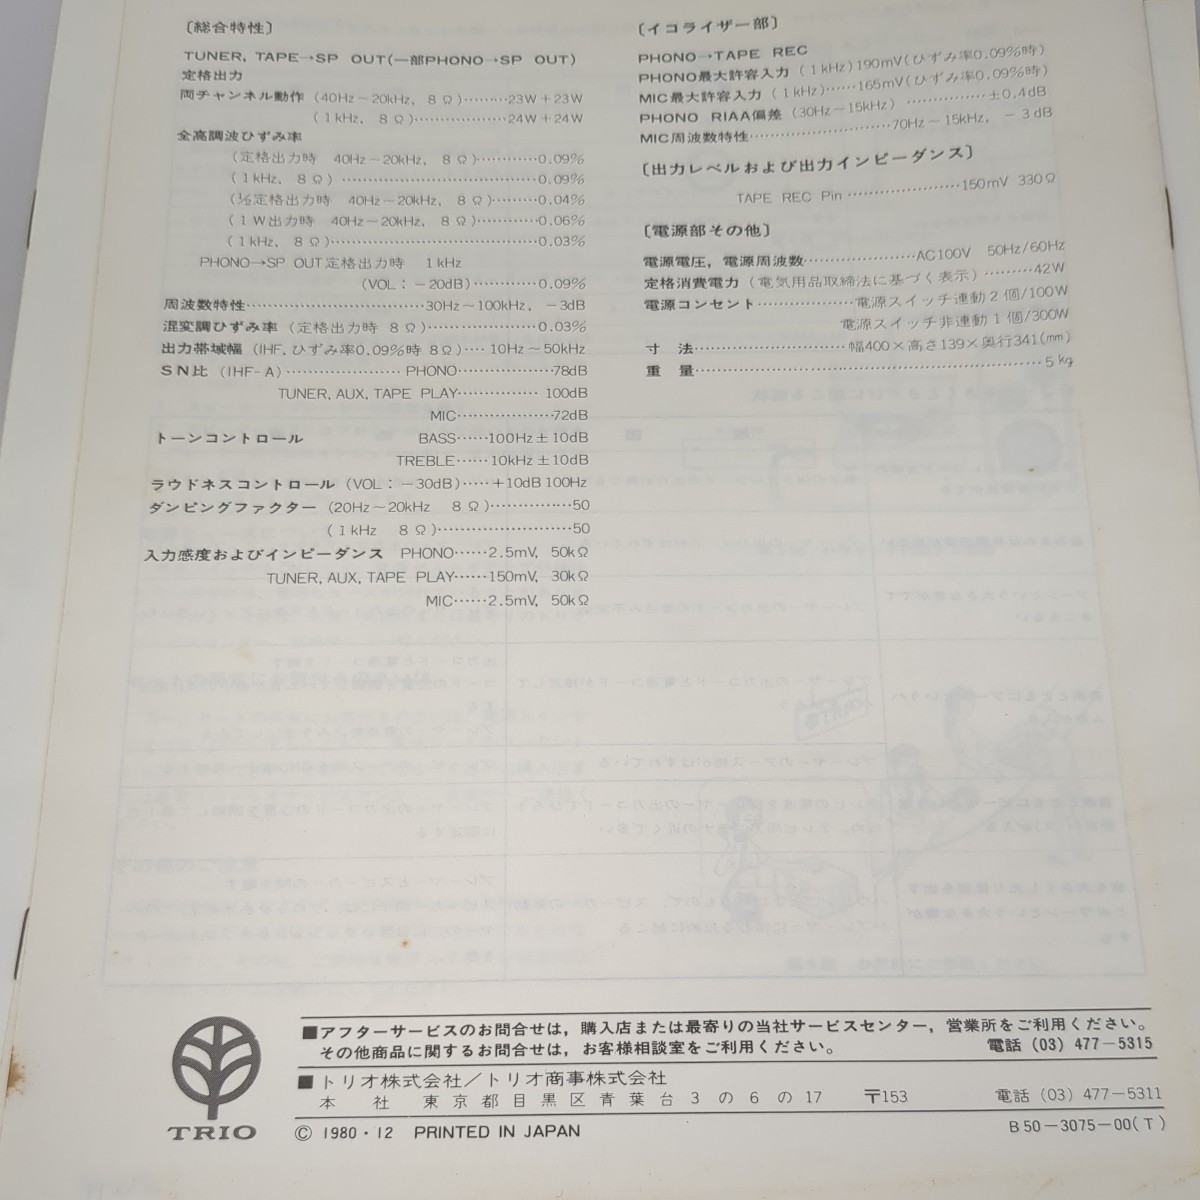 〔総合特性〕
TUNER, TAPE→SP OUT(一部PHONO→SP OUT)
定格出力
両チャンネル動作 (40Hz～20kHz, 8Ω)………23W+23W
(1kHz, 8Ω)………………24W+24W
全高調波ひずみ率
(定格出力時 40Hz～20kHz, 8Ω)…………0.09%
(1kHz, 8Ω)………………………………0.09%
(½定格出力時 40Hz～20kHz, 8Ω)…………0.04%
(1W出力時 40Hz～20kHz, 8Ω)…………0.06%
(1kHz, 8Ω)………………………………0.03%
PHONO→SP OUT定格出力時 1kHz
(VOL：－20dB)…………0.09%
周波数特性……………………………30Hz～100kHz, －3dB
混変調ひずみ率 (定格出力時 8Ω)…………………0.03%
出力帯域幅 (IHF, ひずみ率0.09%時 8Ω)…10Hz～50kHz
SN比 (IHF-A)…………………PHONO………………78dB
TUNER, AUX, TAPE PLAY……………100dB
MIC………………72dB
トーンコントロール BASS……100Hz±10dB
TREBLE……10kHz±10dB
ラウドネスコントロール (VOL：－30dB)……+10dB 100Hz
ダンピングファクター (20Hz～20kHz 8Ω)……………50
(1kHz 8Ω)……………………50
入力感度およびインピーダンス PHONO……2.5mV, 50kΩ
TUNER, AUX, TAPE PLAY……150mV, 30kΩ
MIC……2.5mV, 50kΩ
〔イコライザー部〕
PHONO→TAPE REC
PHONO最大許容入力 (1kHz)190mV(ひずみ率0.09%時)
MIC最大許容入力 (1kHz)……165mV(ひずみ率0.09%時)
PHONO RIAA偏差 (30Hz～15kHz) ……………±0.4dB
MIC周波数特性………………………70Hz～15kHz, －3dB
〔出力レベルおよび出力インピーダンス〕
TAPE REC Pin …………………150mV 330Ω
〔電源部その他〕
電源電圧，電源周波数…………………AC100V 50Hz/60Hz
定格消費電力 (電気用品取締法に基づく表示) ………42W
電源コンセント………………電源スイッチ連動2個/100W
電源スイッチ非連動1個/300W
寸 法………………………幅400×高さ139×奥行341(mm)
重 量…………………………………………………………5kg
■アフターサービスのお問合せは，購入店または最寄りの当社サービスセンター，営業所をご利用ください。
その他商品に関するお問合せは，お客様相談室をご利用ください。 電話 (03) 477－5315
■トリオ株式会社／トリオ商事株式会社
本 社 東京都目黒区青葉台3の6の17 〒153 電話 (03) 477－5311
TRIO
© 1980・12 PRINTED IN JAPAN B50－3075－00(T)